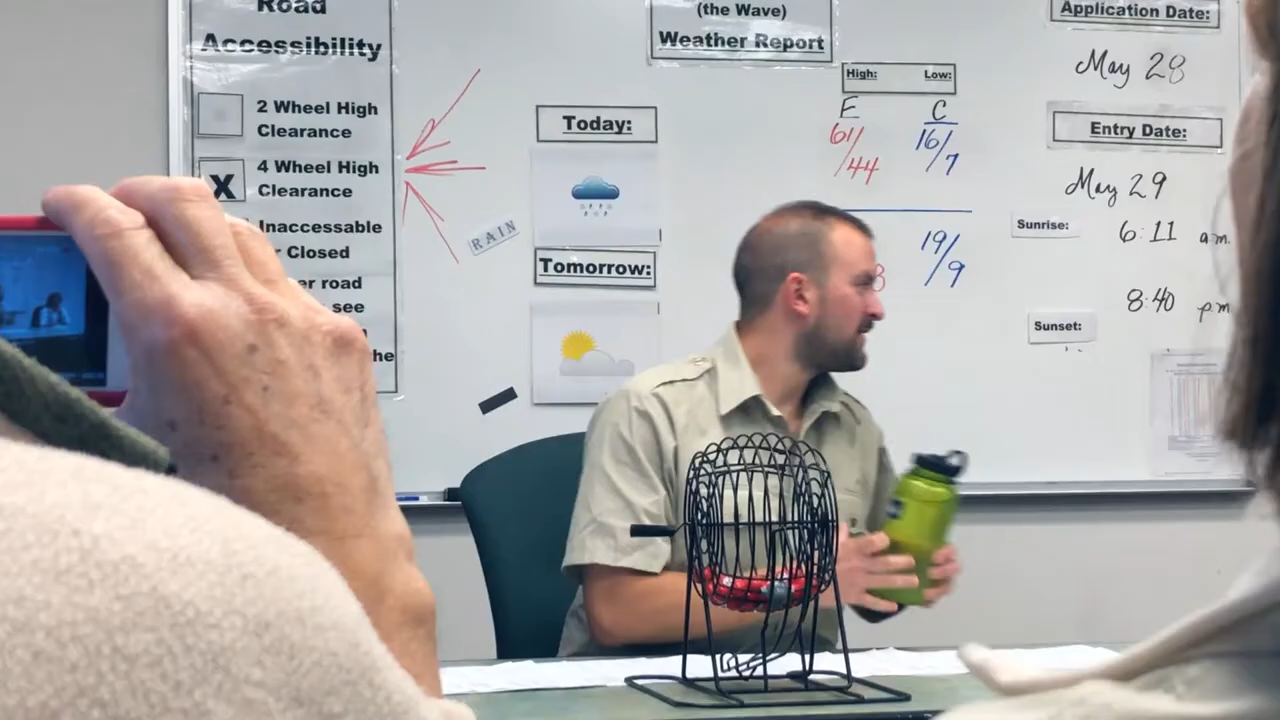 Road
Accessibility
2 Wheel High
Clearance
X
4 Wheel High
Clearance
Inaccessable
Closed
road
see
he
RAIN
(the Wave)
Weather Report
Today:
Tomorrow:
High: Low:
F C
61/44 16/7
19/9
Application Date:
May 28
Entry Date:
May 29
Sunrise: 6:11 a.m.
8:40 p.m
Sunset: